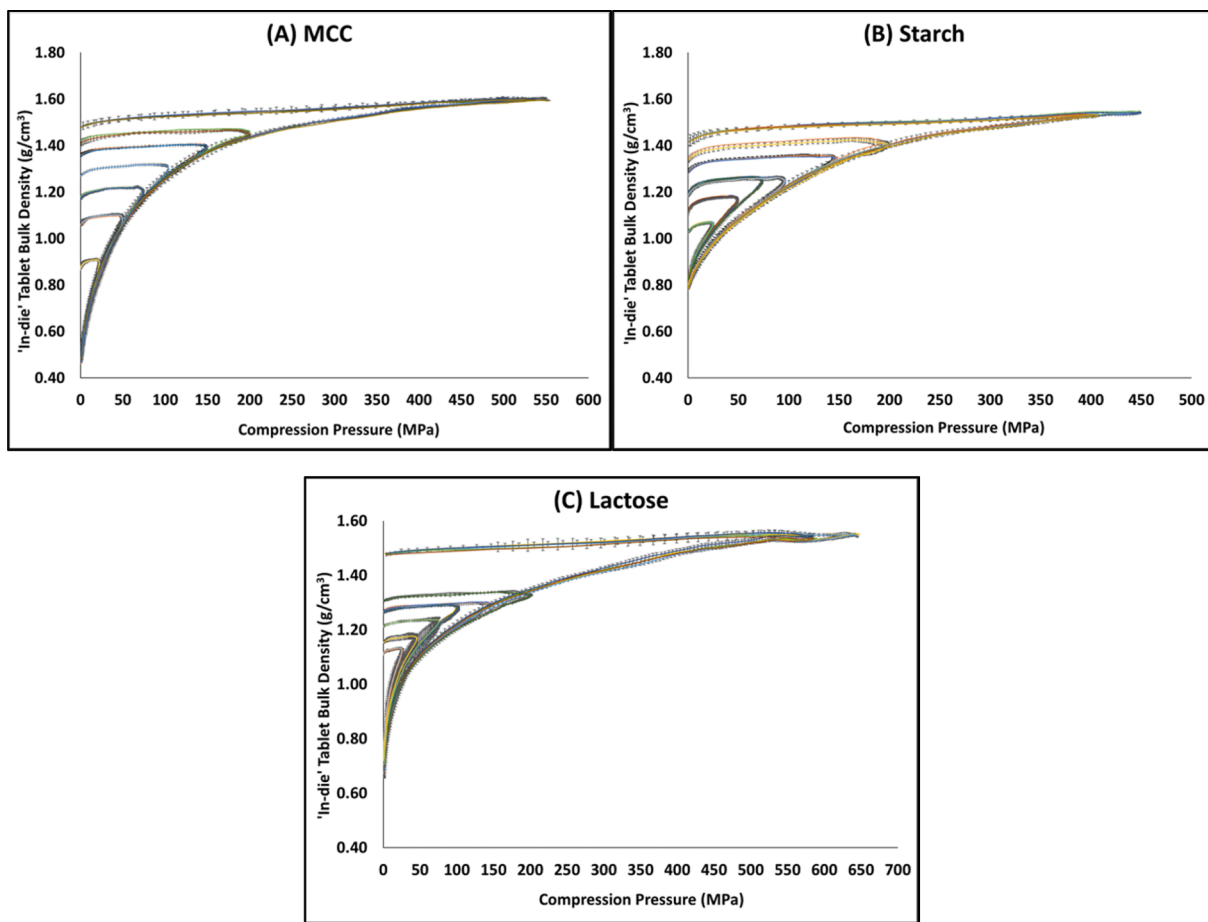 (A) MCC
'In-die' Tablet Bulk Density (g/cm³)
1.80
1.60
1.40
1.20
1.00
0.80
0.60
0.40
0 50 100 150 200 250 300 350 400 450 500 550 600
Compression Pressure (MPa)
(B) Starch
'In-die' Tablet Bulk Density (g/cm³)
1.80
1.60
1.40
1.20
1.00
0.80
0.60
0.40
0 50 100 150 200 250 300 350 400 450 500
Compression Pressure (MPa)
(C) Lactose
'In-die' Tablet Bulk Density (g/cm³)
1.60
1.40
1.20
1.00
0.80
0.60
0.40
0 50 100 150 200 250 300 350 400 450 500 550 600 650 700
Compression Pressure (MPa)